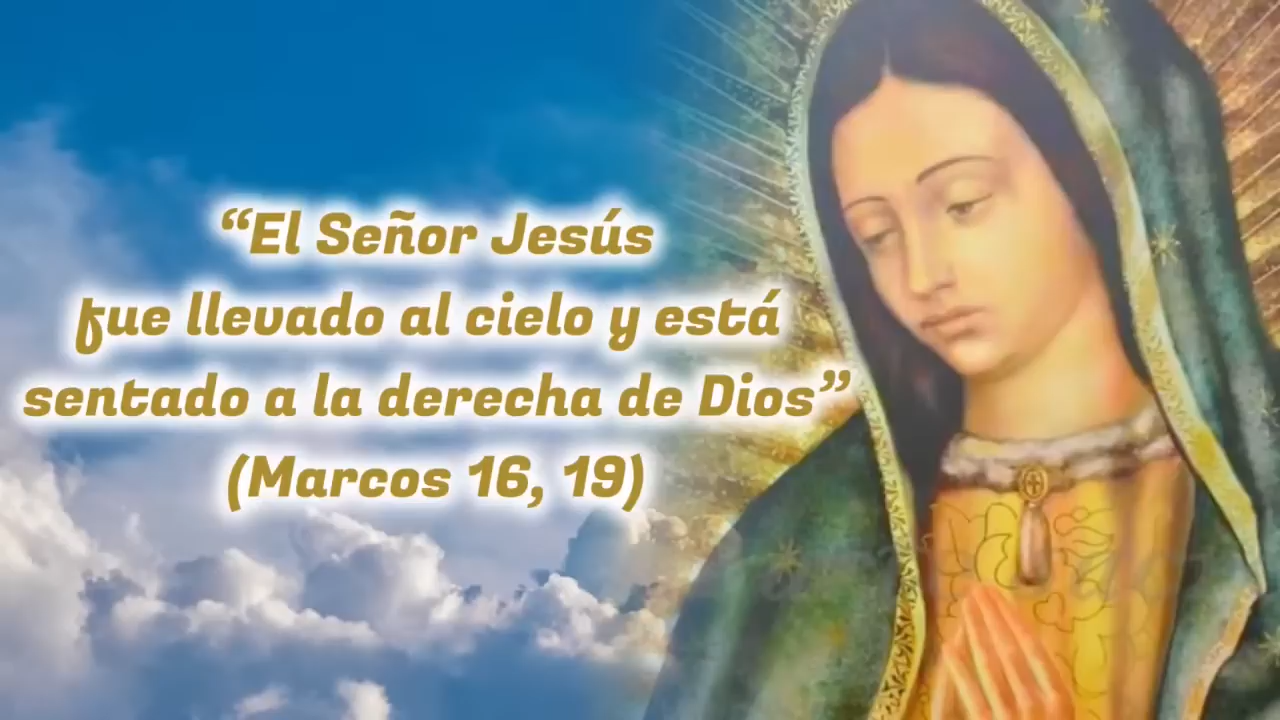 “El Señor Jesús
fue llevado al cielo y está
sentado a la derecha de Dios”
(Marcos 16, 19)